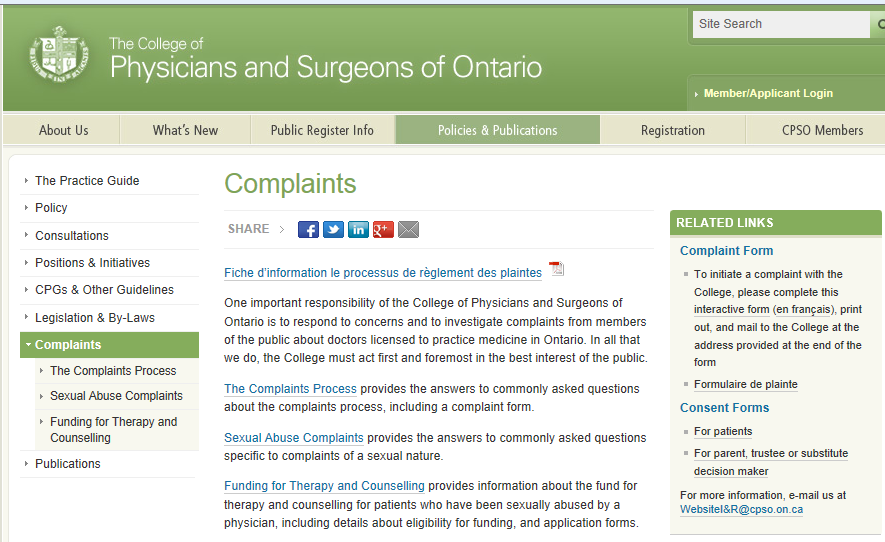 The College of
Physicians and Surgeons of Ontario
Site Search
Member/Applicant Login
About Us
What's New
Public Register Info
Policies & Publications
Registration
CPSO Members
The Practice Guide
Policy
Consultations
Positions & Initiatives
CPGs & Other Guidelines
Legislation & By-Laws
Complaints
The Complaints Process
Sexual Abuse Complaints
Funding for Therapy and
Counselling
Publications
Complaints
SHARE
Fiche d'information le processus de règlement des plaintes
One important responsibility of the College of Physicians and Surgeons of
Ontario is to respond to concerns and to investigate complaints from members
of the public about doctors licensed to practice medicine in Ontario. In all that
we do, the College must act first and foremost in the best interest of the public.
The Complaints Process provides the answers to commonly asked questions
about the complaints process, including a complaint form.
Sexual Abuse Complaints provides the answers to commonly asked questions
specific to complaints of a sexual nature.
Funding for Therapy and Counselling provides information about the fund for
therapy and counselling for patients who have been sexually abused by a
physician, including details about eligibility for funding, and application forms.
RELATED LINKS
Complaint Form
To initiate a complaint with the
College, please complete this
interactive form (en français), print
out, and mail to the College at the
address provided at the end of the
form
Formulaire de plainte
Consent Forms
For patients
For parent, trustee or substitute
decision maker
For more information, e-mail us at
WebsiteI&R@cpso.on.ca